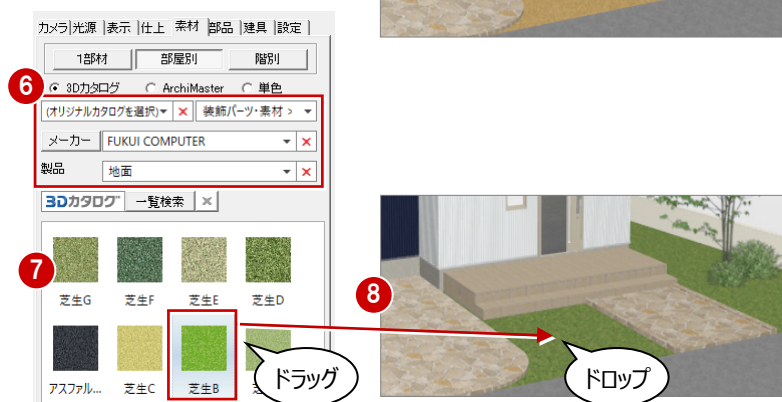 カメラ 光源 表示 仕上 素材 部品 建具 設定
1部材 部屋別 階別
6
3Dカタログ ArchiMaster 単色
(オリジナルカタログを選択) 装飾パーツ・素材 >
メーカー FUKUI COMPUTER
製品 地面
3Dカタログ 一覧検索
7
芝生G 芝生F 芝生E 芝生D
8
アスファル... 芝生C 芝生B
ドラッグ
ドロップ